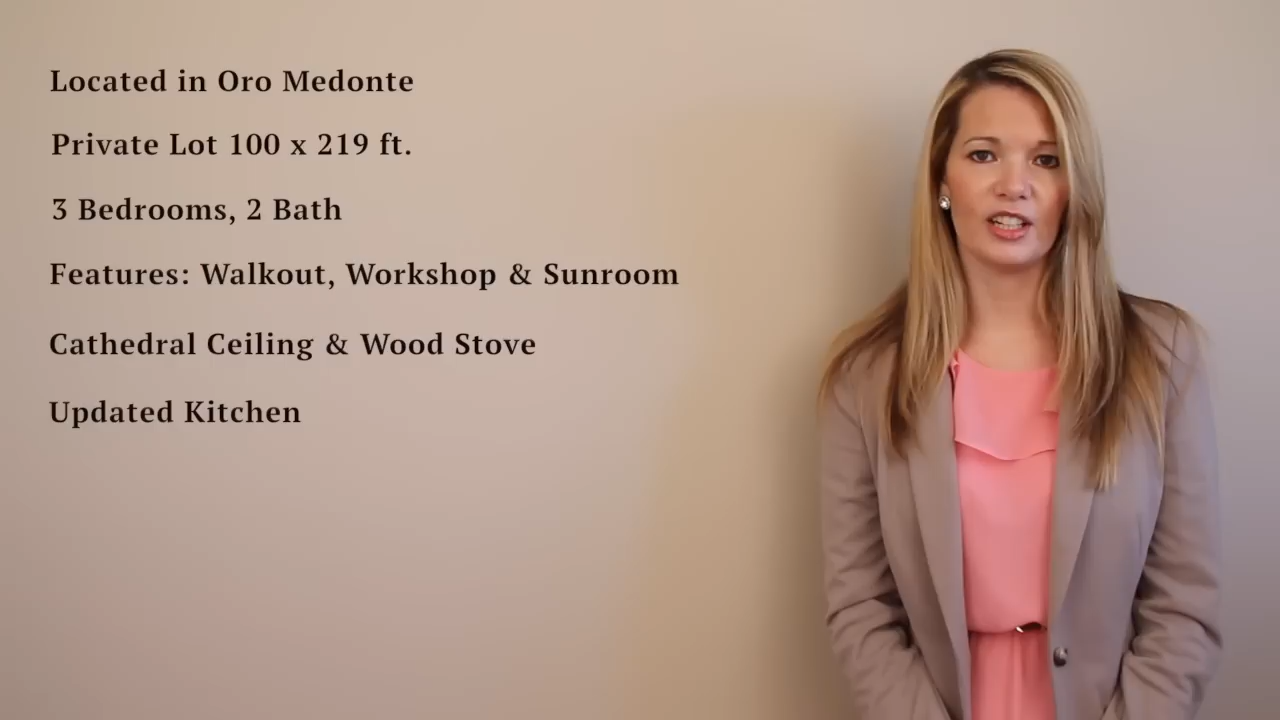 Located in Oro Medonte
Private Lot 100 x 219 ft.
3 Bedrooms, 2 Bath
Features: Walkout, Workshop & Sunroom
Cathedral Ceiling & Wood Stove
Updated Kitchen